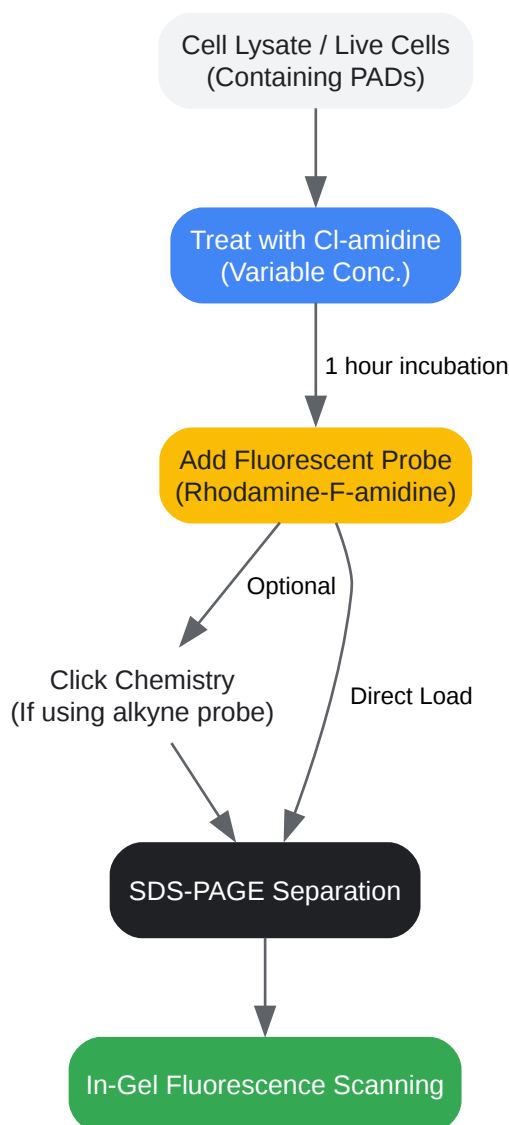 Cell Lysate / Live Cells
(Containing PADs)
Treat with Cl-amidine
(Variable Conc.)
1 hour incubation
Add Fluorescent Probe
(Rhodamine-F-amidine)
Optional
Click Chemistry
(If using alkyne probe)
Direct Load
SDS-PAGE Separation
In-Gel Fluorescence Scanning